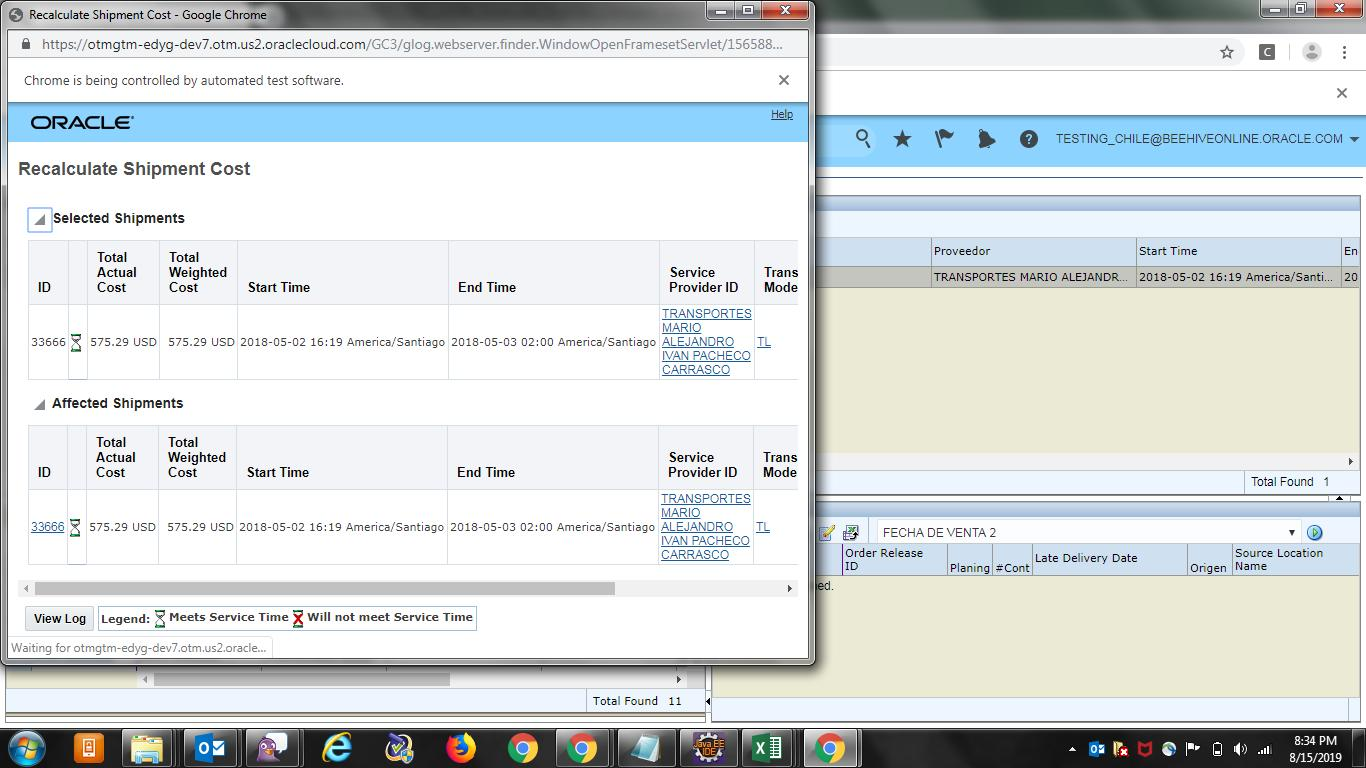 Recalculate Shipment Cost - Google Chrome
https://otmgtm-edyg-dev7.otm.us2.oraclecloud.com/GC3/glog.webserver.finder.WindowOpenFramesetServlet/156588...
Chrome is being controlled by automated test software.
ORACLE
Help
TESTING_CHILE@BEEHIVEONLINE.ORACLE.COM
Recalculate Shipment Cost
Selected Shipments
ID
Total Actual Cost
Total Weighted Cost
Start Time
End Time
Service Provider ID
Trans Mode
33666
575.29 USD
575.29 USD
2018-05-02 16:19 America/Santiago
2018-05-03 02:00 America/Santiago
TRANSPORTES
MARIO
ALEJANDRO
IVAN PACHECO
CARRASCO
TL
Affected Shipments
ID
Total Actual Cost
Total Weighted Cost
Start Time
End Time
Service Provider ID
Trans Mode
33666
575.29 USD
575.29 USD
2018-05-02 16:19 America/Santiago
2018-05-03 02:00 America/Santiago
TRANSPORTES
MARIO
ALEJANDRO
IVAN PACHECO
CARRASCO
TL
View Log
Legend: Meets Service Time Will not meet Service Time
Waiting for otmgtm-edyg-dev7.otm.us2.oracle...
Proveedor
Start Time
En
TRANSPORTES MARIO ALEJANDR...
2018-05-02 16:19 America/Santi...
20
Total Found 1
FECHA DE VENTA 2
Order Release ID
Planing
#Cont
Late Delivery Date
Origen
Source Location Name
ned.
Total Found 11
Java EE
IDE
8:34 PM
8/15/2019